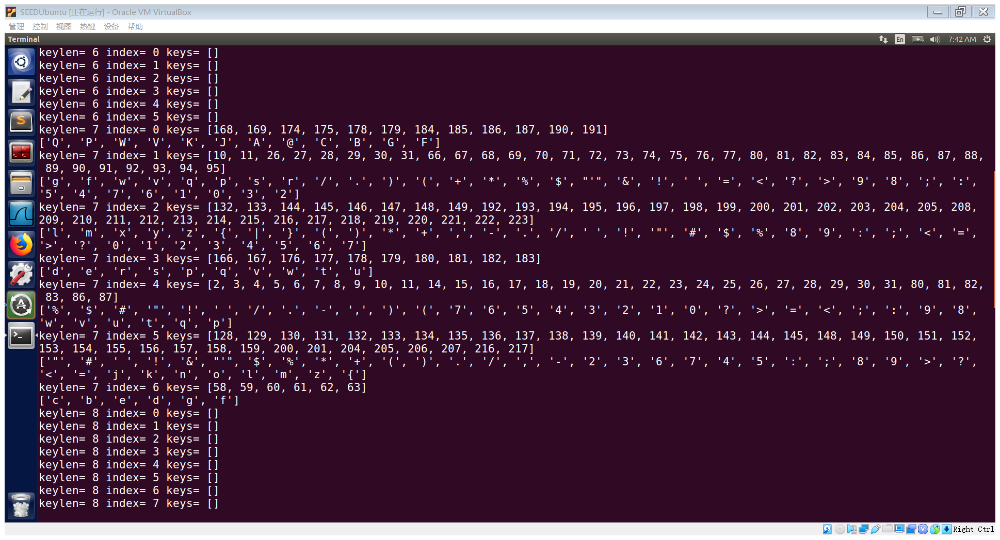 SEEDUbuntu [正在运行] - Oracle VM VirtualBox
管理 控制 视图 热键 设备 帮助
Terminal En 7:42 AM
keylen= 6 index= 0 keys= []
keylen= 6 index= 1 keys= []
keylen= 6 index= 2 keys= []
keylen= 6 index= 3 keys= []
keylen= 6 index= 4 keys= []
keylen= 6 index= 5 keys= []
keylen= 7 index= 0 keys= [168, 169, 174, 175, 178, 179, 184, 185, 186, 187, 190, 191]
['Q', 'P', 'W', 'V', 'K', 'J', 'A', '@', 'C', 'B', 'G', 'F']
keylen= 7 index= 1 keys= [10, 11, 26, 27, 28, 29, 30, 31, 66, 67, 68, 69, 70, 71, 72, 73, 74, 75, 76, 77, 80, 81, 82, 83, 84, 85, 86, 87, 88,
89, 90, 91, 92, 93, 94, 95]
['g', 'f', 'w', 'v', 'q', 'p', 's', 'r', '/', '.', ')', '(', '+', '*', '%', '$', "'", '&', '!', ' ', '=', '<', '?', '>', '9', '8', ';', ':',
'5', '4', '7', '6', '1', '0', '3', '2']
keylen= 7 index= 2 keys= [132, 133, 144, 145, 146, 147, 148, 149, 192, 193, 194, 195, 196, 197, 198, 199, 200, 201, 202, 203, 204, 205, 208,
209, 210, 211, 212, 213, 214, 215, 216, 217, 218, 219, 220, 221, 222, 223]
['l', 'm', 'x', 'y', 'z', '{', '|', '}', '(', ')', '*', '+', ',', '-', '.', '/', ' ', '!', '"', '#', '$', '%', '8', '9', ':', ';', '<', '=',
'>', '?', '0', '1', '2', '3', '4', '5', '6', '7']
keylen= 7 index= 3 keys= [166, 167, 176, 177, 178, 179, 180, 181, 182, 183]
['d', 'e', 'r', 's', 'p', 'q', 'v', 'w', 't', 'u']
keylen= 7 index= 4 keys= [2, 3, 4, 5, 6, 7, 8, 9, 10, 11, 14, 15, 16, 17, 18, 19, 20, 21, 22, 23, 24, 25, 26, 27, 28, 29, 30, 31, 80, 81, 82,
83, 86, 87]
['%', '$', '#', '"', '!', ' ', '/', '.', '-', ',', ')', '(', '7', '6', '5', '4', '3', '2', '1', '0', '?', '>', '=', '<', ';', ':', '9', '8',
'w', 'v', 'u', 't', 'q', 'p']
keylen= 7 index= 5 keys= [128, 129, 130, 131, 132, 133, 134, 135, 136, 137, 138, 139, 140, 141, 142, 143, 144, 145, 148, 149, 150, 151, 152,
153, 154, 155, 156, 157, 158, 159, 200, 201, 204, 205, 206, 207, 216, 217]
['"', '#', ' ', '!', '&', "'", '$', '%', '*', '+', '(', ')', '.', '/', ',', '-', '2', '3', '6', '7', '4', '5', ':', ';', '8', '9', '>', '?',
'<', '=', 'j', 'k', 'n', 'o', 'l', 'm', 'z', '{']
keylen= 7 index= 6 keys= [58, 59, 60, 61, 62, 63]
['c', 'b', 'e', 'd', 'g', 'f']
keylen= 8 index= 0 keys= []
keylen= 8 index= 1 keys= []
keylen= 8 index= 2 keys= []
keylen= 8 index= 3 keys= []
keylen= 8 index= 4 keys= []
keylen= 8 index= 5 keys= []
keylen= 8 index= 6 keys= []
keylen= 8 index= 7 keys= []
Right Ctrl